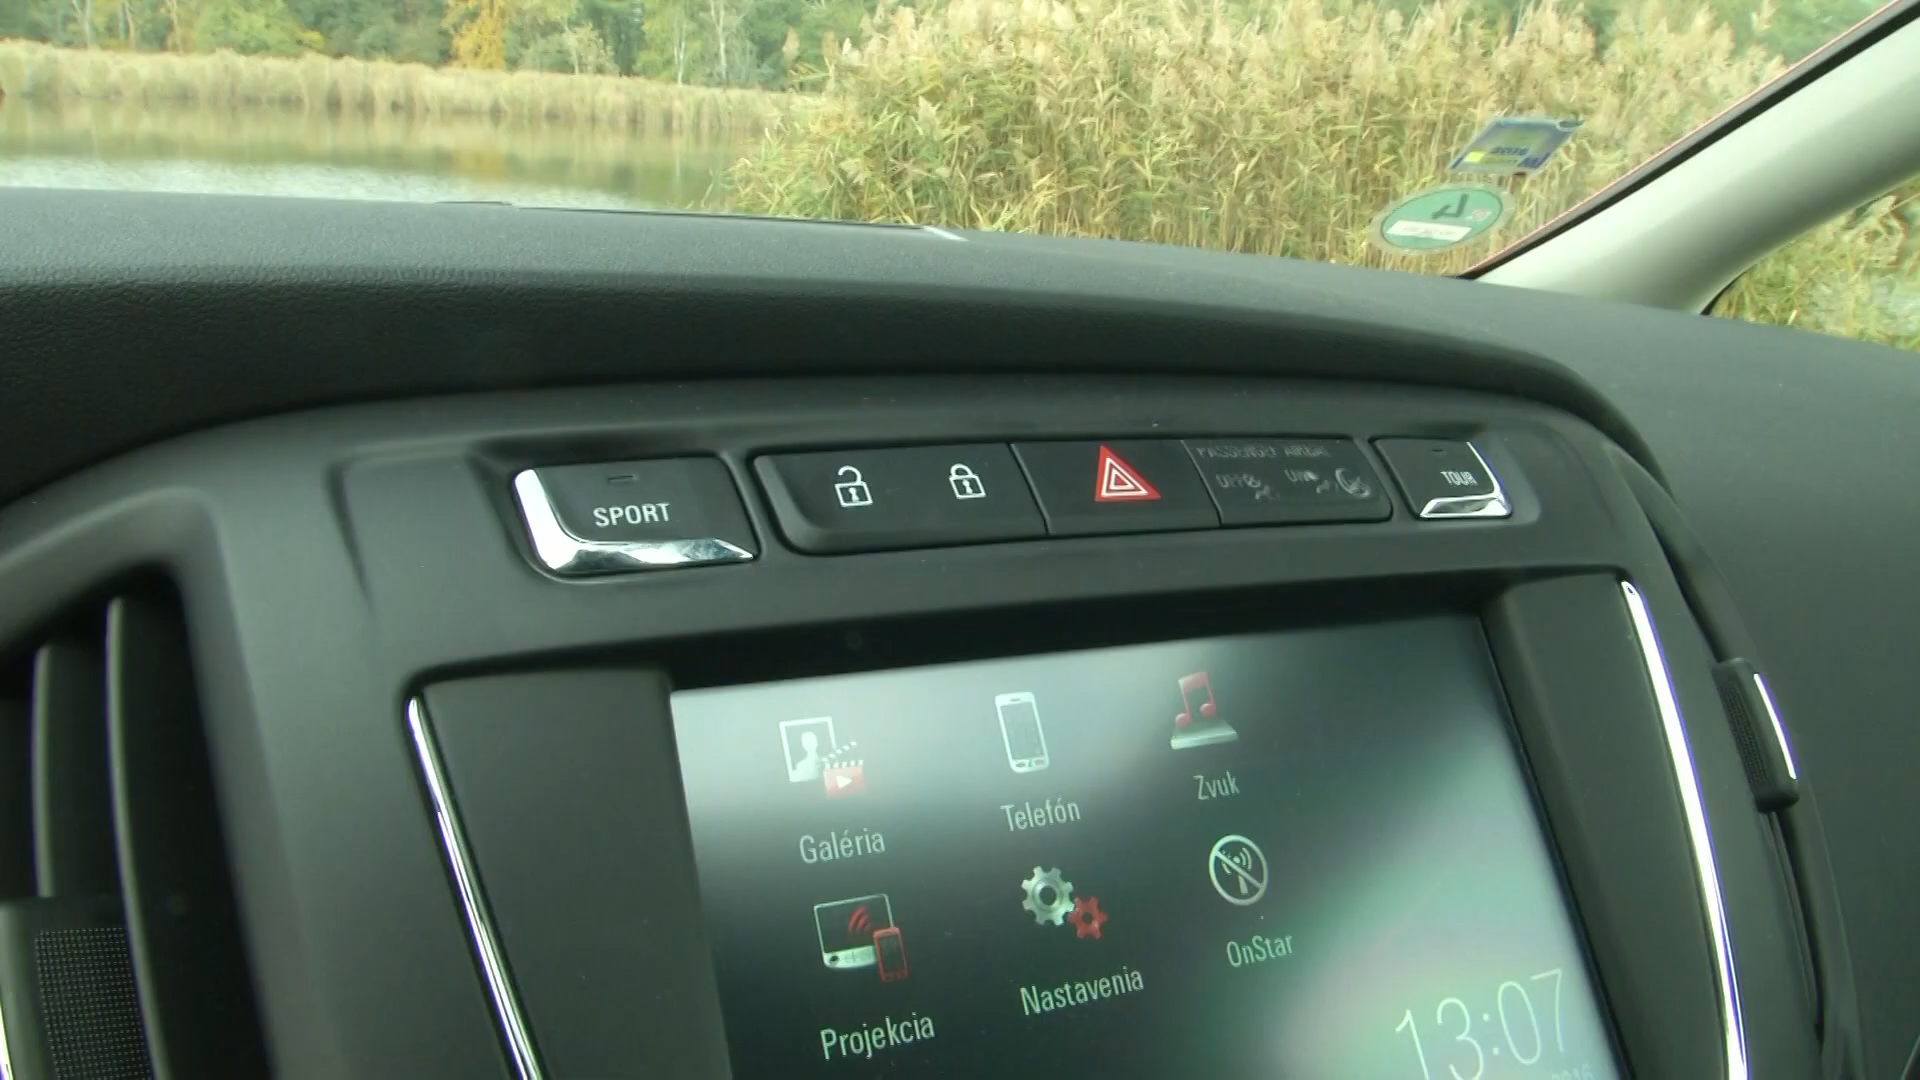 SPORT
PASSENGER AIRBAG
OFF ON
TOUR
Galéria
Telefón
Zvuk
Projekcia
Nastavenia
OnStar
13:07